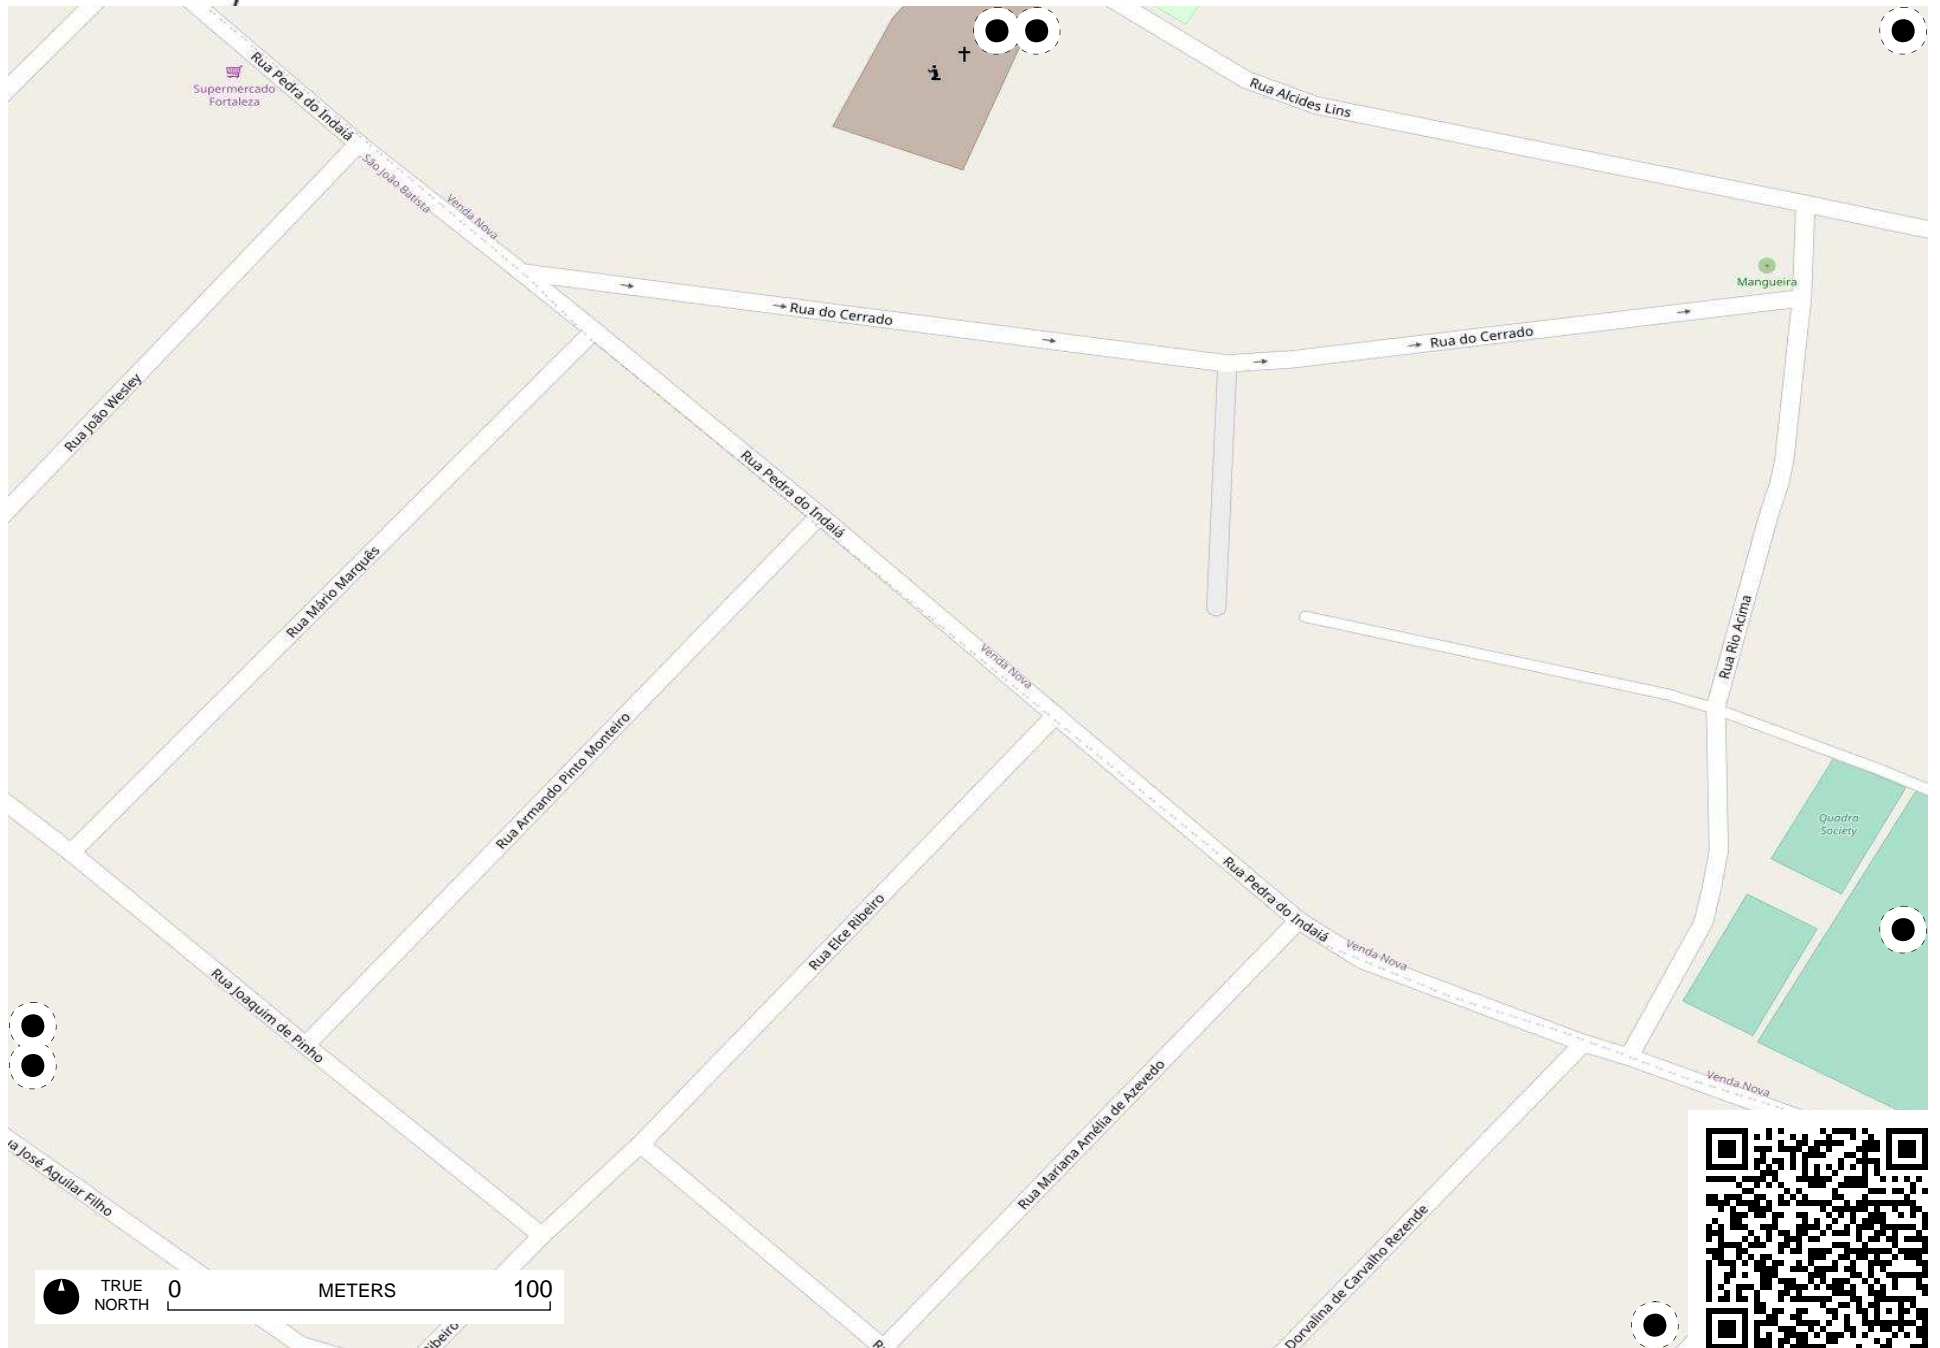 Rua Pedra do Indaiá
Supermercado
Fortaleza
Rua Alcides Lins
São João Batista
Venda Nova
Mangueira
Rua do Cerrado
Rua do Cerrado
Rua João Wesley
Rua Pedra do Indaiá
Rua Mário Marquês
Rua Rio Acima
Venda Nova
Rua Armando Pinto Monteiro
Quadra
Society
Rua Pedra do Indaiá
Rua Elce Ribeiro
Venda Nova
Rua Joaquim de Pinho
Venda Nova
Rua Mariana Amélia de Azevedo
ua José Aguilar Filho
Dorvalina de Carvalho Rezende
TRUE
NORTH
0 METERS 100
Ribeiro